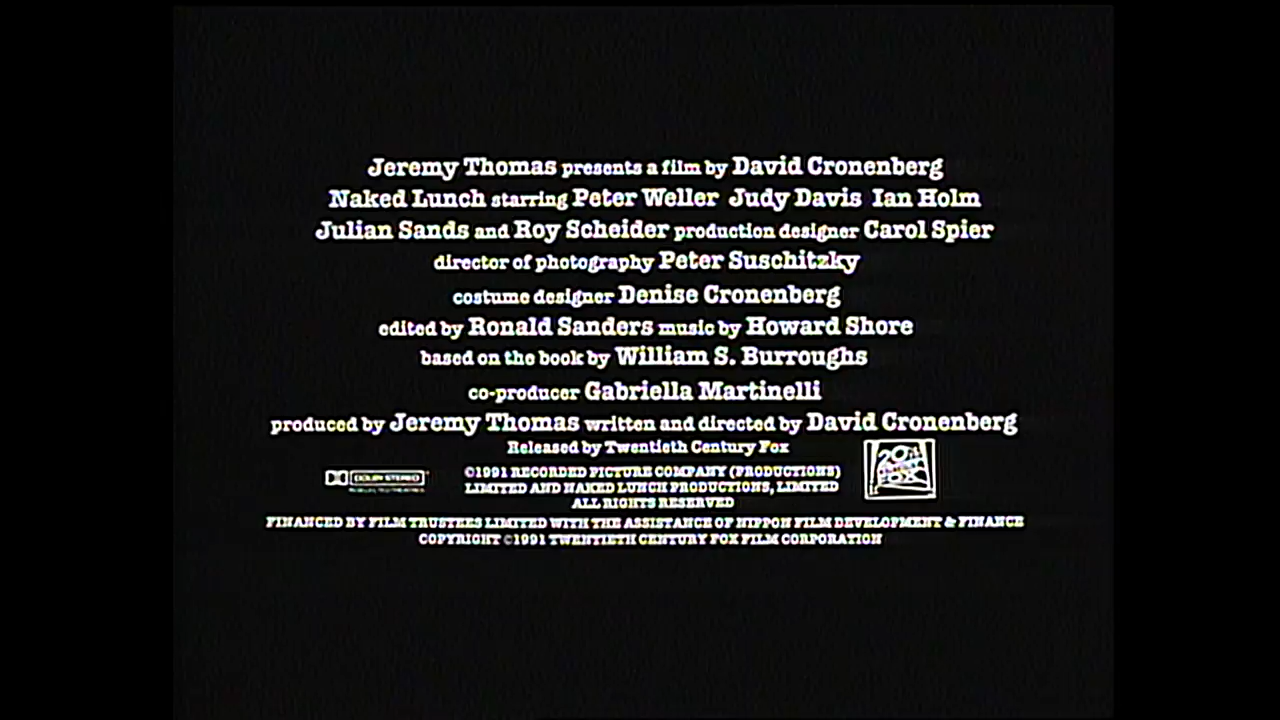 Jeremy Thomas presents a film by David Cronenberg
Naked Lunch starring Peter Weller Judy Davis Ian Holm
Julian Sands and Roy Scheider production designer Carol Spier
director of photography Peter Suschitzky
costume designer Denise Cronenberg
edited by Ronald Sanders music by Howard Shore
based on the book by William S. Burroughs
co-producer Gabriella Martinelli
produced by Jeremy Thomas written and directed by David Cronenberg
Released by Twentieth Century Fox
DOLBY STEREO
©1991 RECORDED PICTURE COMPANY (PRODUCTIONS)
LIMITED AND NAKED LUNCH PRODUCTIONS, LIMITED
ALL RIGHTS RESERVED
20th CENTURY FOX
FINANCED BY FILM TRUSTEES LIMITED WITH THE ASSISTANCE OF NIPPON FILM DEVELOPMENT & FINANCE
COPYRIGHT ©1991 TWENTIETH CENTURY FOX FILM CORPORATION